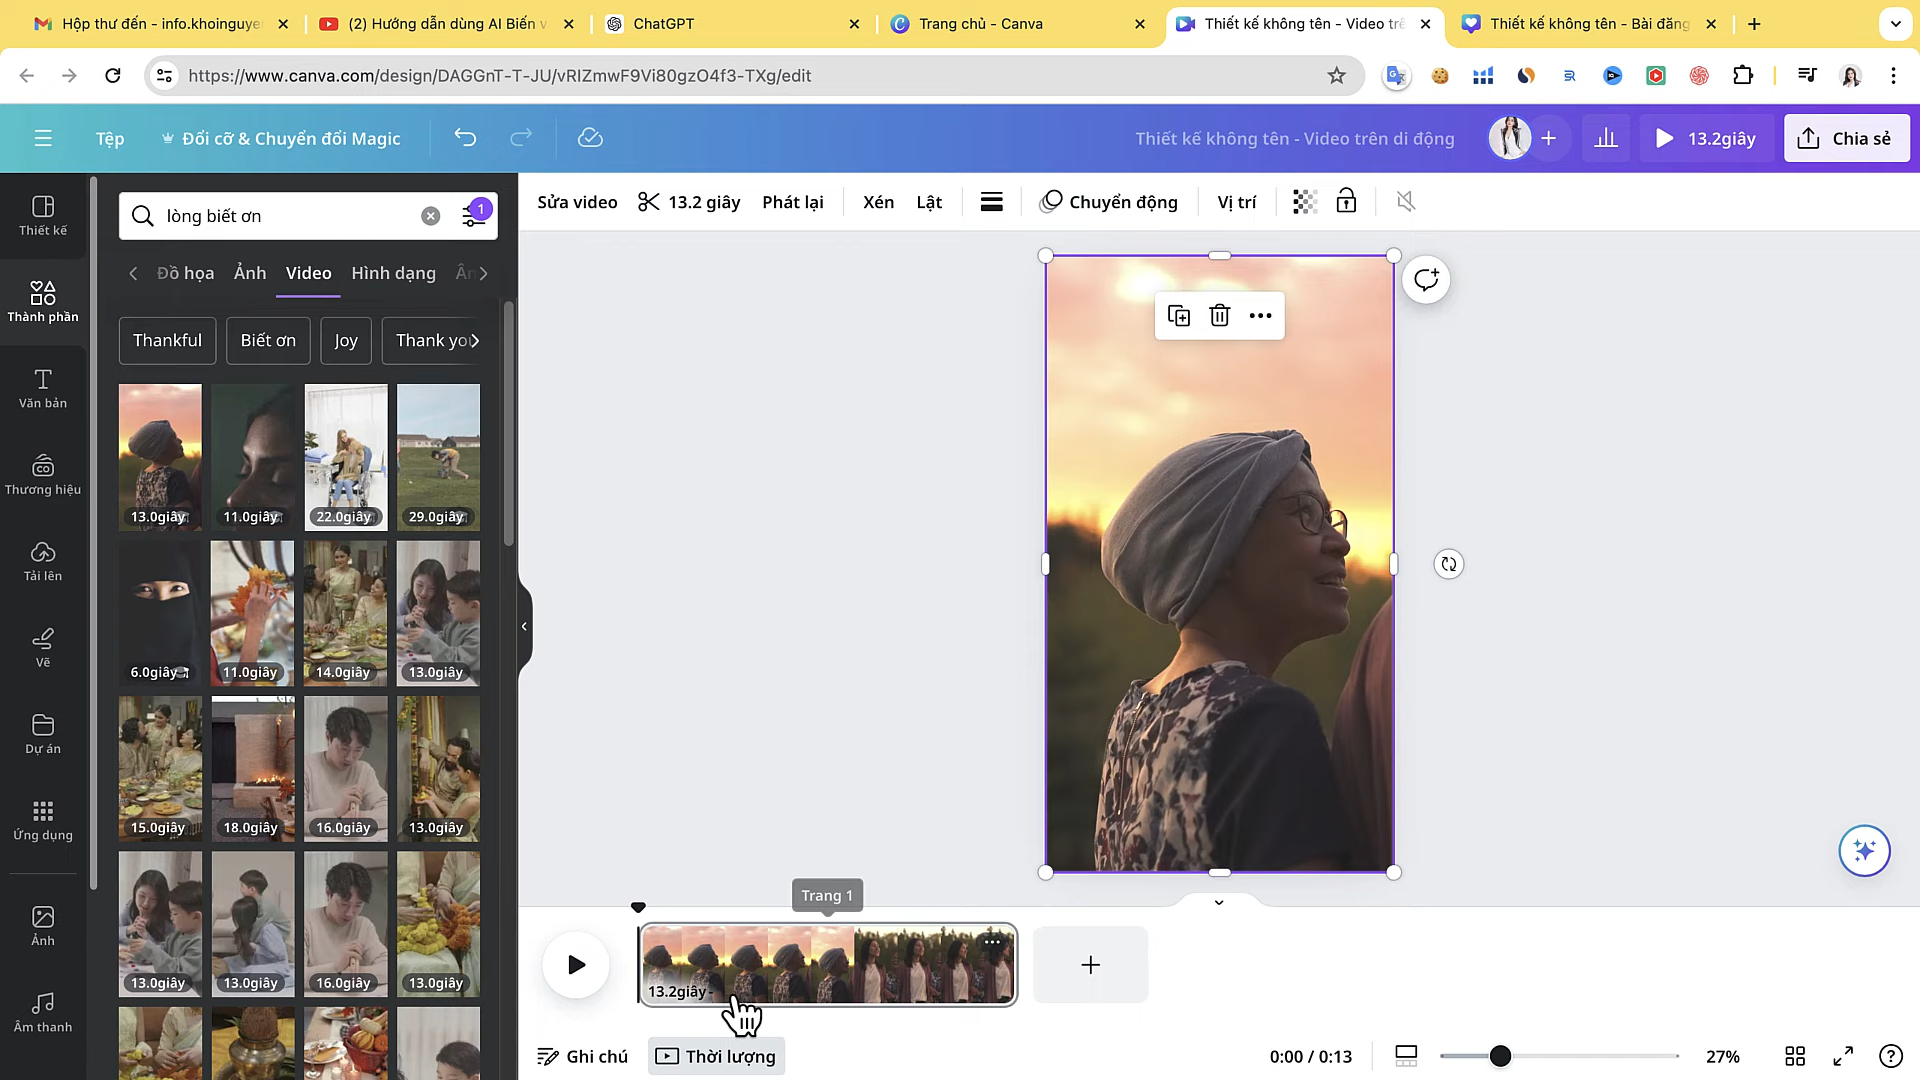 Hộp thư đến - info.khoinguye
(2) Hướng dẫn dùng AI Biến v
ChatGPT
Trang chủ - Canva
Thiết kế không tên - Video trê
Thiết kế không tên - Bài đăng
https://www.canva.com/design/DAGGnT-T-JU/vRIZmwF9Vi80gzO4f3-TXg/edit
Tệp
Đổi cỡ & Chuyển đổi Magic
Thiết kế không tên - Video trên di động
13.2giây
Chia sẻ
Thiết kế
Thành phần
Văn bản
Thương hiệu
Tải lên
Vẽ
Dự án
Ứng dụng
Ảnh
Âm thanh
lòng biết ơn
1
Đồ họa
Ảnh
Video
Hình dạng
Âm
Thankful
Biết ơn
Joy
Thank you
13.0giây
11.0giây
22.0giây
29.0giây
6.0giây
11.0giây
14.0giây
13.0giây
15.0giây
18.0giây
16.0giây
13.0giây
13.0giây
13.0giây
16.0giây
13.0giây
Sửa video
13.2 giây
Phát lại
Xén
Lật
Chuyển động
Vị trí
Trang 1
13.2giây-
Ghi chú
Thời lượng
0:00 / 0:13
27%